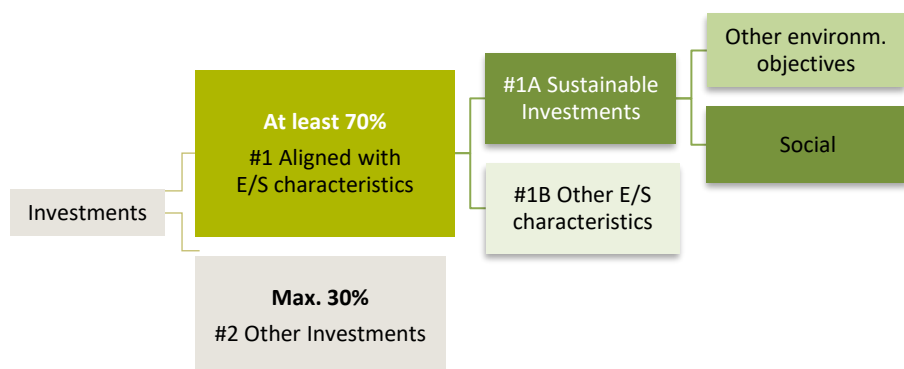 Investments
At least 70%
#1 Aligned with
E/S characteristics
Max. 30%
#2 Other Investments
#1A Sustainable
Investments
#1B Other E/S
characteristics
Other environm.
objectives
Social